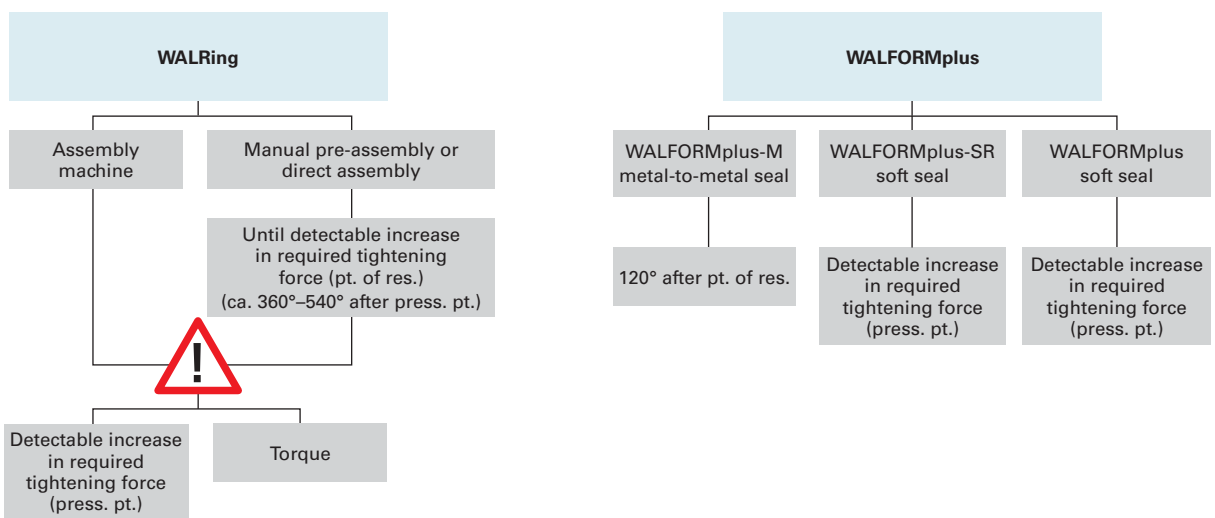 WALRing
Assembly
machine
Manual pre-assembly or
direct assembly
Until detectable increase
in required tightening
force (pt. of res.)
(ca. 360°–540° after press. pt.)
!
Detectable increase
in required
tightening force
(press. pt.)
Torque
WALFORMplus
WALFORMplus-M
metal-to-metal seal
WALFORMplus-SR
soft seal
WALFORMplus
soft seal
120° after pt. of res.
Detectable increase
in required
tightening force
(press. pt.)
Detectable increase
in required
tightening force
(press. pt.)